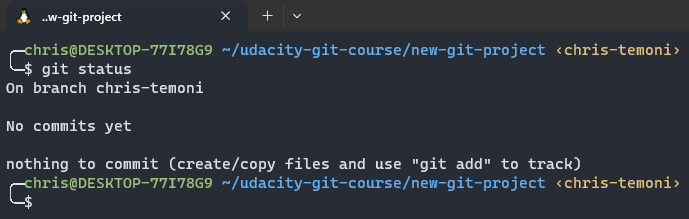 ..w-git-project
chris@DESKTOP-77I78G9 ~/udacity-git-course/new-git-project ‹chris-temoni›
$ git status
On branch chris-temoni
No commits yet
nothing to commit (create/copy files and use "git add" to track)
chris@DESKTOP-77I78G9 ~/udacity-git-course/new-git-project ‹chris-temoni›
$